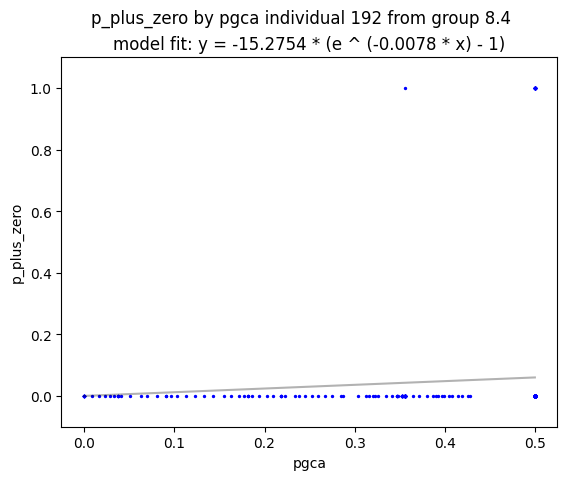 p_plus_zero by pgca individual 192 from group 8.4
model fit: y = -15.2754 * (e ^ (-0.0078 * x) - 1)
1.0
0.8
0.6
0.4
0.2
0.0
p_plus_zero
0.0 0.1 0.2 0.3 0.4 0.5
pgca